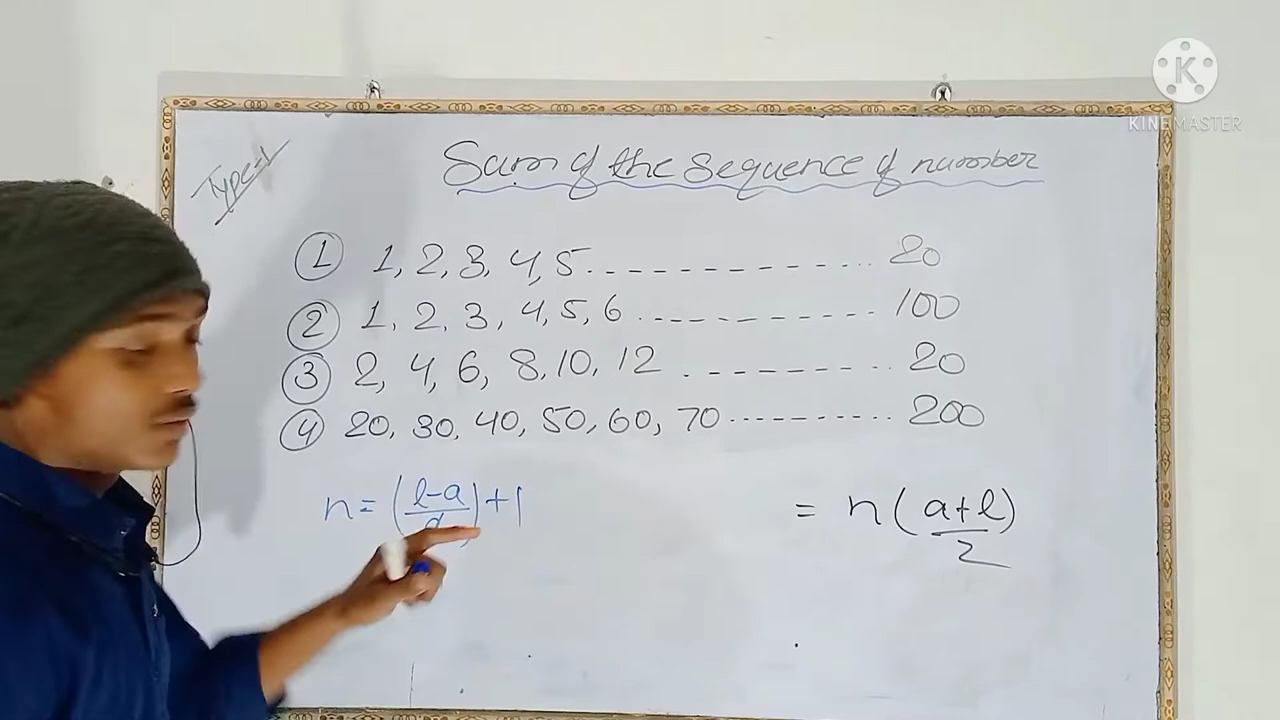 KINEMASTER
Type-1
Sum of the Sequence of number
① 1, 2, 3, 4, 5.............. 20
② 1, 2, 3, 4, 5, 6 ............ 100
③ 2, 4, 6, 8, 10, 12 .......... 20
④ 20, 30, 40, 50, 60, 70 .......... 200
n = (l-a/d)+1
= n(a+l/2)